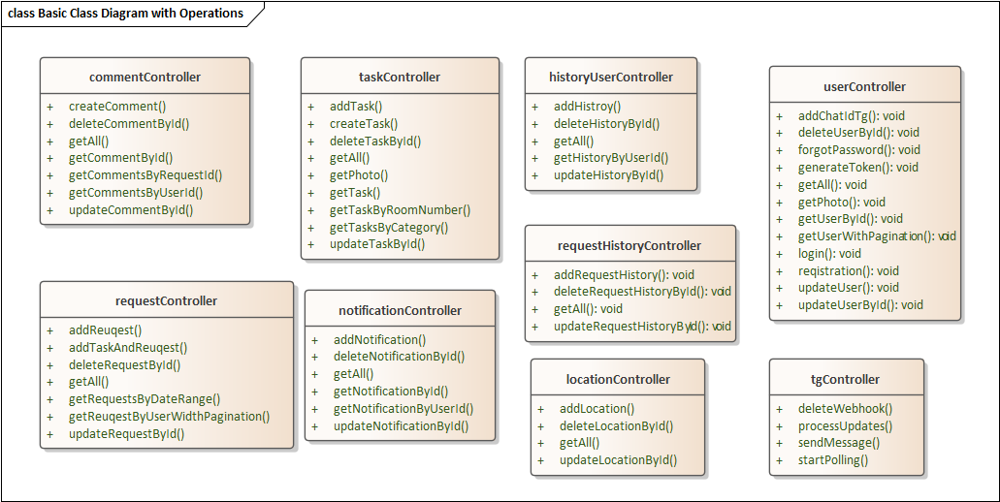 class Basic Class Diagram with Operations
commentController
+ createComment()
+ deleteCommentById()
+ getAll()
+ getCommentById()
+ getCommentsByRequestId()
+ getCommentsByUserId()
+ updateCommentById()
taskController
+ addTask()
+ createTask()
+ deleteTaskById()
+ getAll()
+ getPhoto()
+ getTask()
+ getTaskByRoomNumber()
+ getTasksByCategory()
+ updateTaskById()
historyUserController
+ addHistroy()
+ deleteHistoryById()
+ getAll()
+ getHistoryByUserId()
+ updateHistoryById()
userController
+ addChatIdTg(): void
+ deleteUserById(): void
+ forgotPassword(): void
+ generateToken(): void
+ getAll(): void
+ getPhoto(): void
+ getUserById(): void
+ getUserWithPagination(): void
+ login(): void
+ reqistration(): void
+ updateUser(): void
+ updateUserById(): void
requestHistoryController
+ addRequestHistory(): void
+ deleteRequestHistoryById(): void
+ getAll(): void
+ updateRequestHistoryById(): void
requestController
+ addReuqest()
+ addTaskAndReuqest()
+ deleteRequestById()
+ getAll()
+ getRequestsByDateRange()
+ getReuqestByUserWidthPagination()
+ updateRequestById()
notificationController
+ addNotification()
+ deleteNotificationById()
+ getAll()
+ getNotificationById()
+ getNotificationByUserId()
+ updateNotificationById()
locationController
+ addLocation()
+ deleteLocationById()
+ getAll()
+ updateLocationById()
tgController
+ deleteWebhook()
+ processUpdates()
+ sendMessage()
+ startPolling()